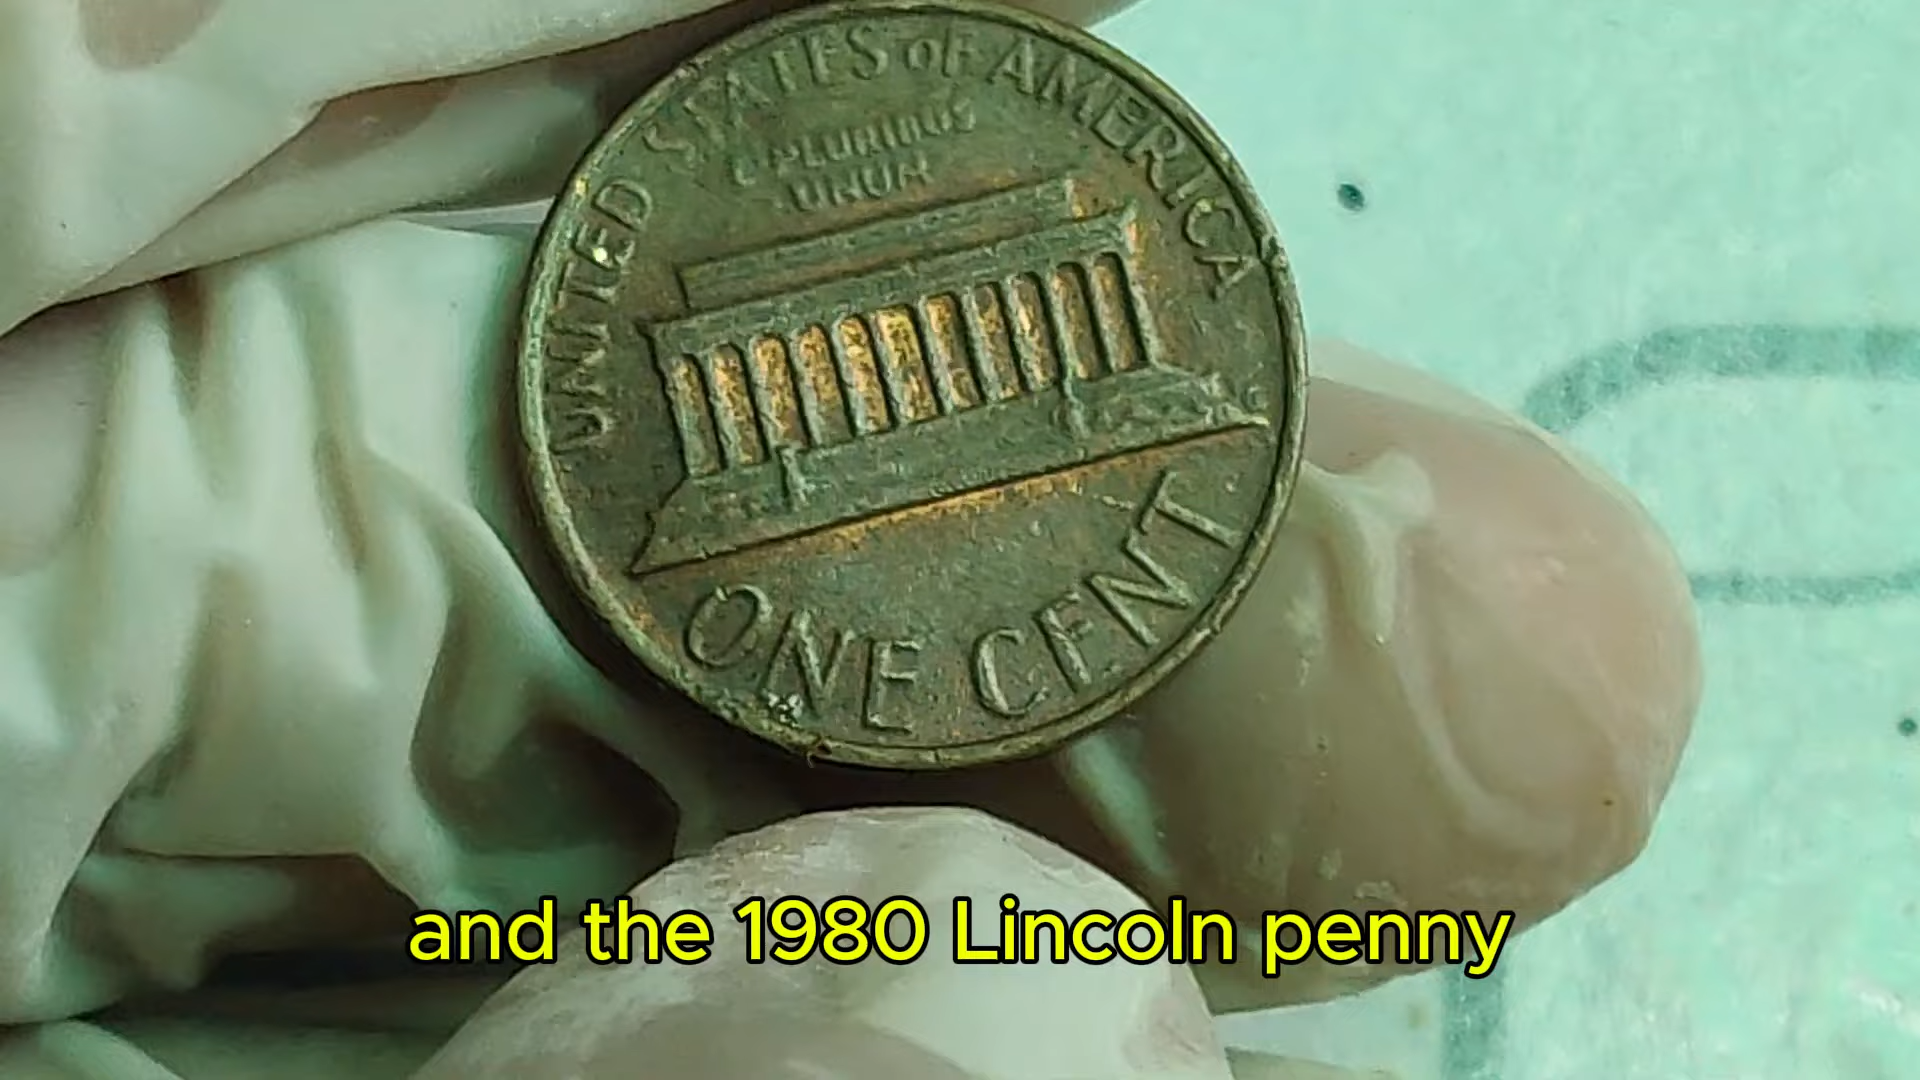 UNITED STATES OF AMERICA
E PLURIBUS
UNUM
ONE CENT
and the 1980 Lincoln penny